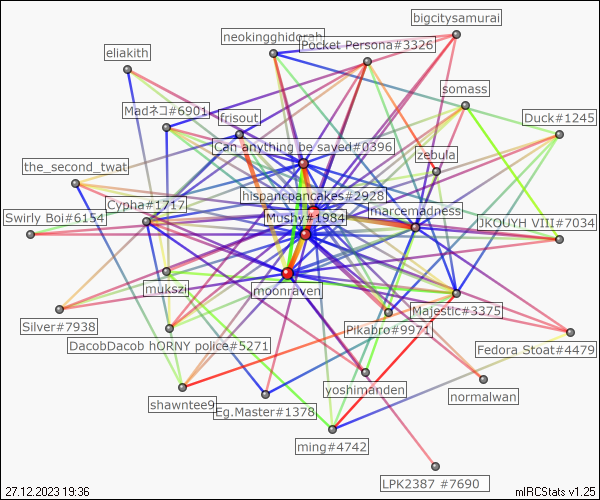 bigcitysamurai
neokingghidorah
Pocket Persona#3326
eliakith
somass
Madネコ#6901
frisout
Duck#1245
Can anything be saved#0396
zebula
the_second_twat
hispancpancakes#2928
Cypha#1717
marcemadness
Swirly Boi#6154
Mushy#1984
JKOUYH VIII#7034
mukszil
moonraven
Majestic#3375
Silver#7938
Pikabro#9971
DacobDacob hORNY police#5271
Fedora Stoat#4479
yoshimanden
normalwan
shawntee9
Eg.Master#1378
ming#4742
LPK2387 #7690
27.12.2023 19:36
mIRCStats v1.25